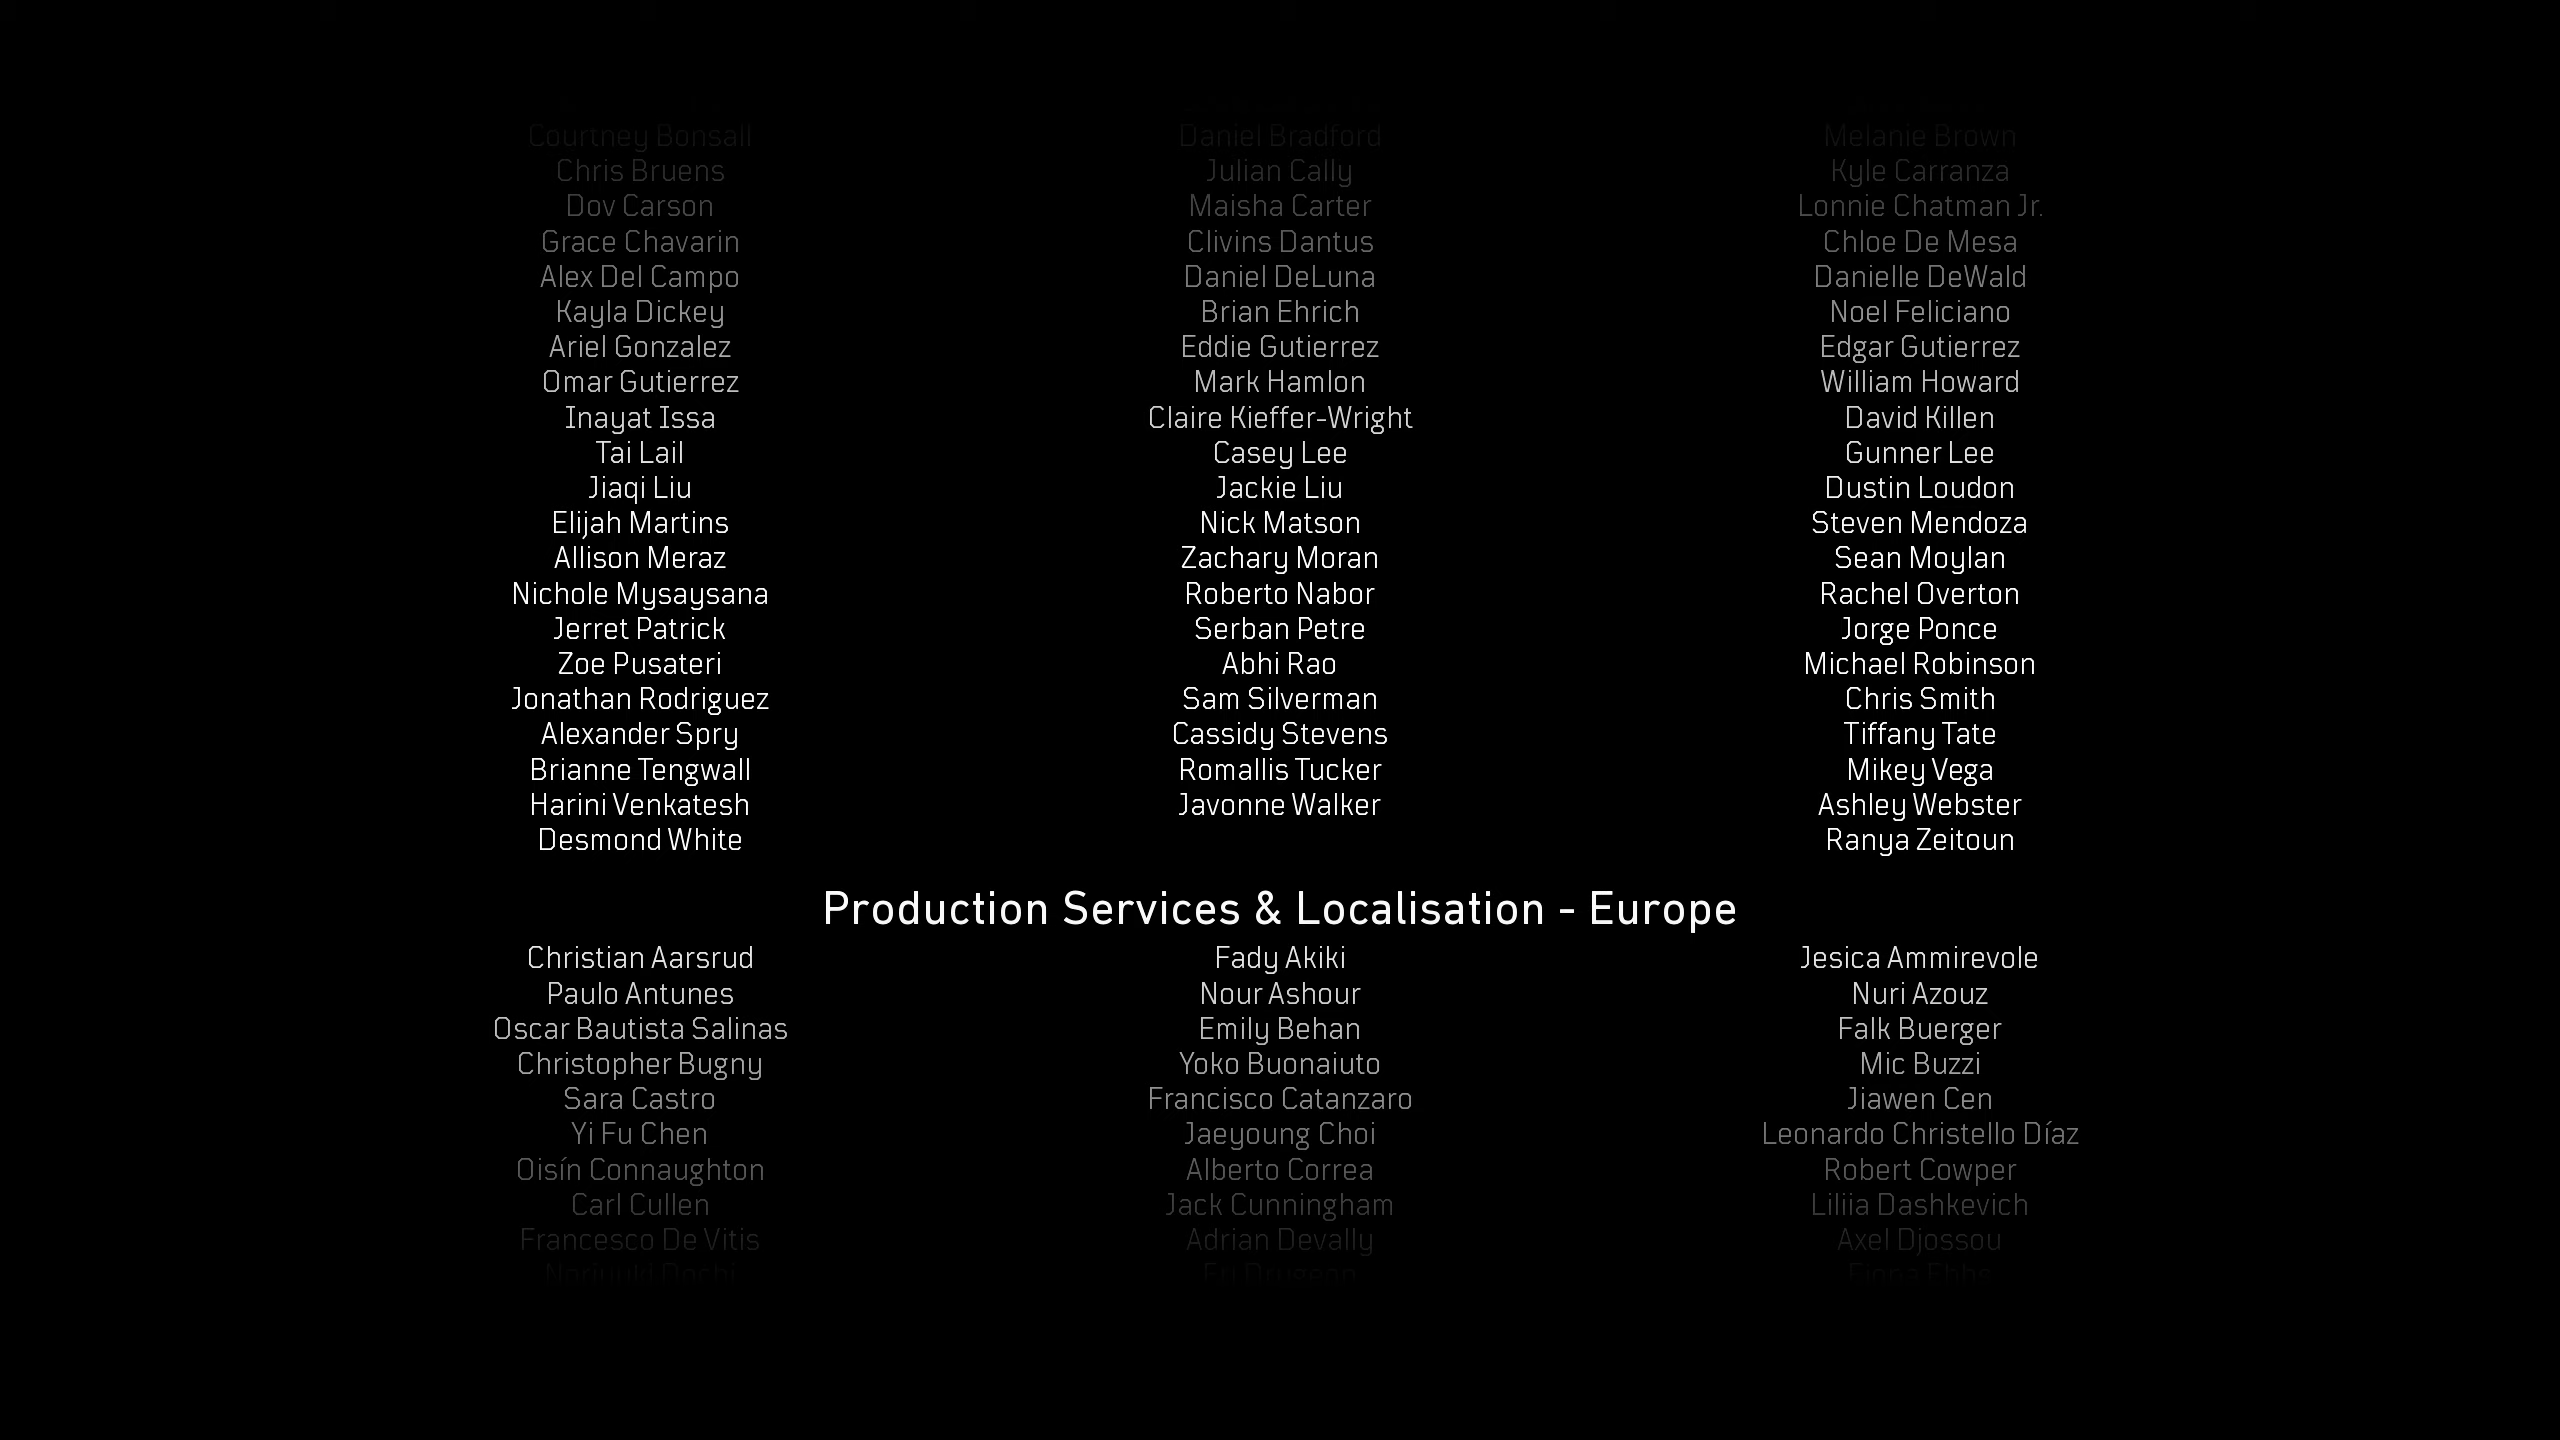 Courtney Bonsall Daniel Bradford Melanie Brown
Chris Bruens Julian Cally Kyle Carranza
Dov Carson Maisha Carter Lonnie Chatman Jr.
Grace Chavarin Clivins Dantus Chloe De Mesa
Alex Del Campo Daniel DeLuna Danielle DeWald
Kayla Dickey Brian Ehrich Noel Feliciano
Ariel Gonzalez Eddie Gutierrez Edgar Gutierrez
Omar Gutierrez Mark Hamlon William Howard
Inayat Issa Claire Kieffer-Wright David Killen
Tai Lail Casey Lee Gunner Lee
Jiaqi Liu Jackie Liu Dustin Loudon
Elijah Martins Nick Matson Steven Mendoza
Allison Meraz Zachary Moran Sean Moylan
Nichole Mysaysana Roberto Nabor Rachel Overton
Jerret Patrick Serban Petre Jorge Ponce
Zoe Pusateri Abhi Rao Michael Robinson
Jonathan Rodriguez Sam Silverman Chris Smith
Alexander Spry Cassidy Stevens Tiffany Tate
Brianne Tengwall Romallis Tucker Mikey Vega
Harini Venkatesh Javonne Walker Ashley Webster
Desmond White Ranya Zeitoun
Production Services & Localisation - Europe
Christian Aarsrud Fady Akiki Jesica Ammirevole
Paulo Antunes Nour Ashour Nuri Azouz
Oscar Bautista Salinas Emily Behan Falk Buerger
Christopher Bugny Yoko Buonaiuto Mic Buzzi
Sara Castro Francisco Catanzaro Jiawen Cen
Yi Fu Chen Jaeyoung Choi Leonardo Christello Díaz
Oisín Connaughton Alberto Correa Robert Cowper
Carl Cullen Jack Cunningham Liliia Dashkevich
Francesco De Vitis Adrian Devally Axel Djossou